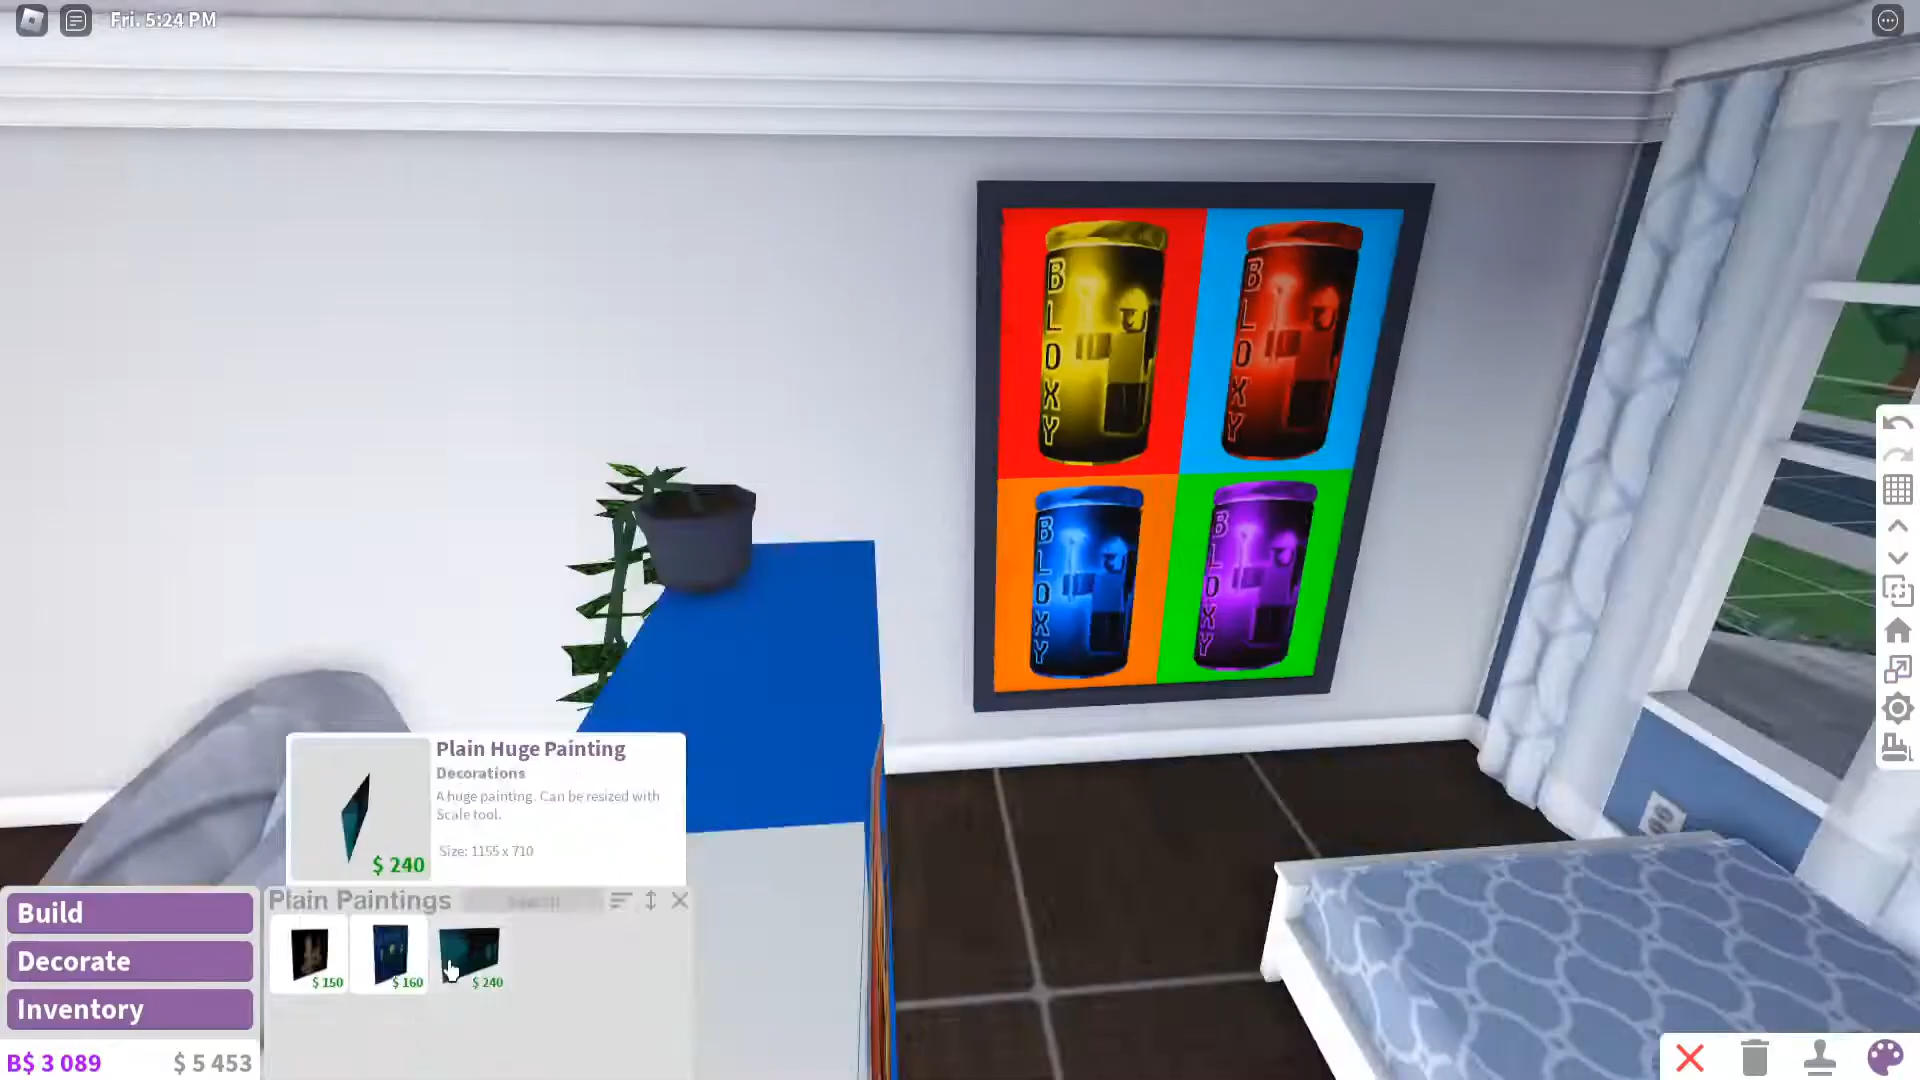 Fri. 5:24 PM
BLOXY
BLOXY
BLOXY
BLOXY
Plain Huge Painting
Decorations
A huge painting. Can be resized with
Scale tool.
Size: 1155 x 710
$ 240
Plain Paintings
$ 150
$ 160
$ 240
Build
Decorate
Inventory
B$ 3 089
$ 5 453